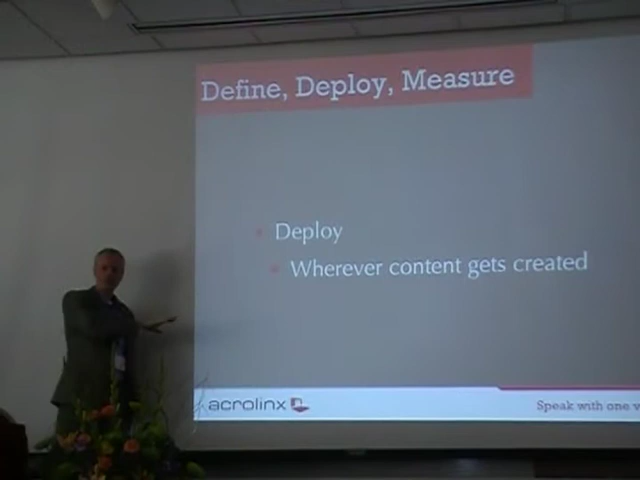 Define, Deploy, Measure
Deploy
Wherever content gets created
acrolinx
Speak with one v